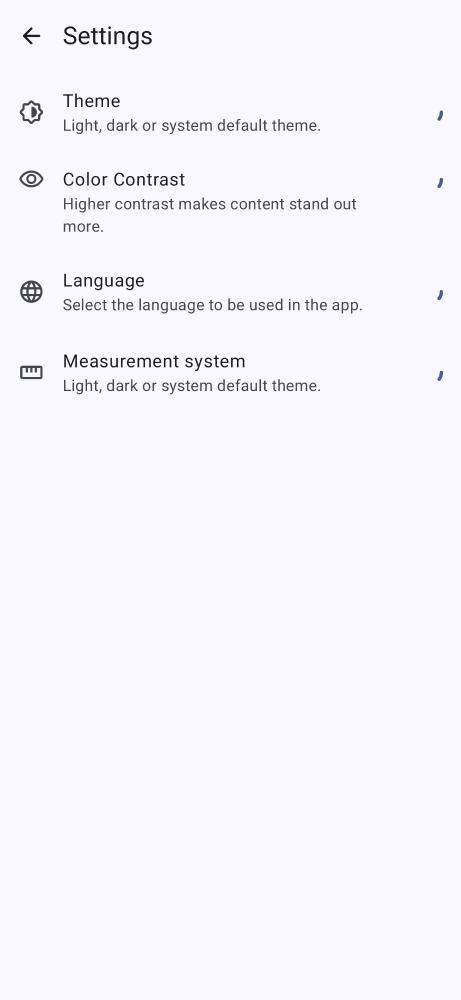 Settings
Theme
Light, dark or system default theme.
Color Contrast
Higher contrast makes content stand out
more.
Language
Select the language to be used in the app.
Measurement system
Light, dark or system default theme.